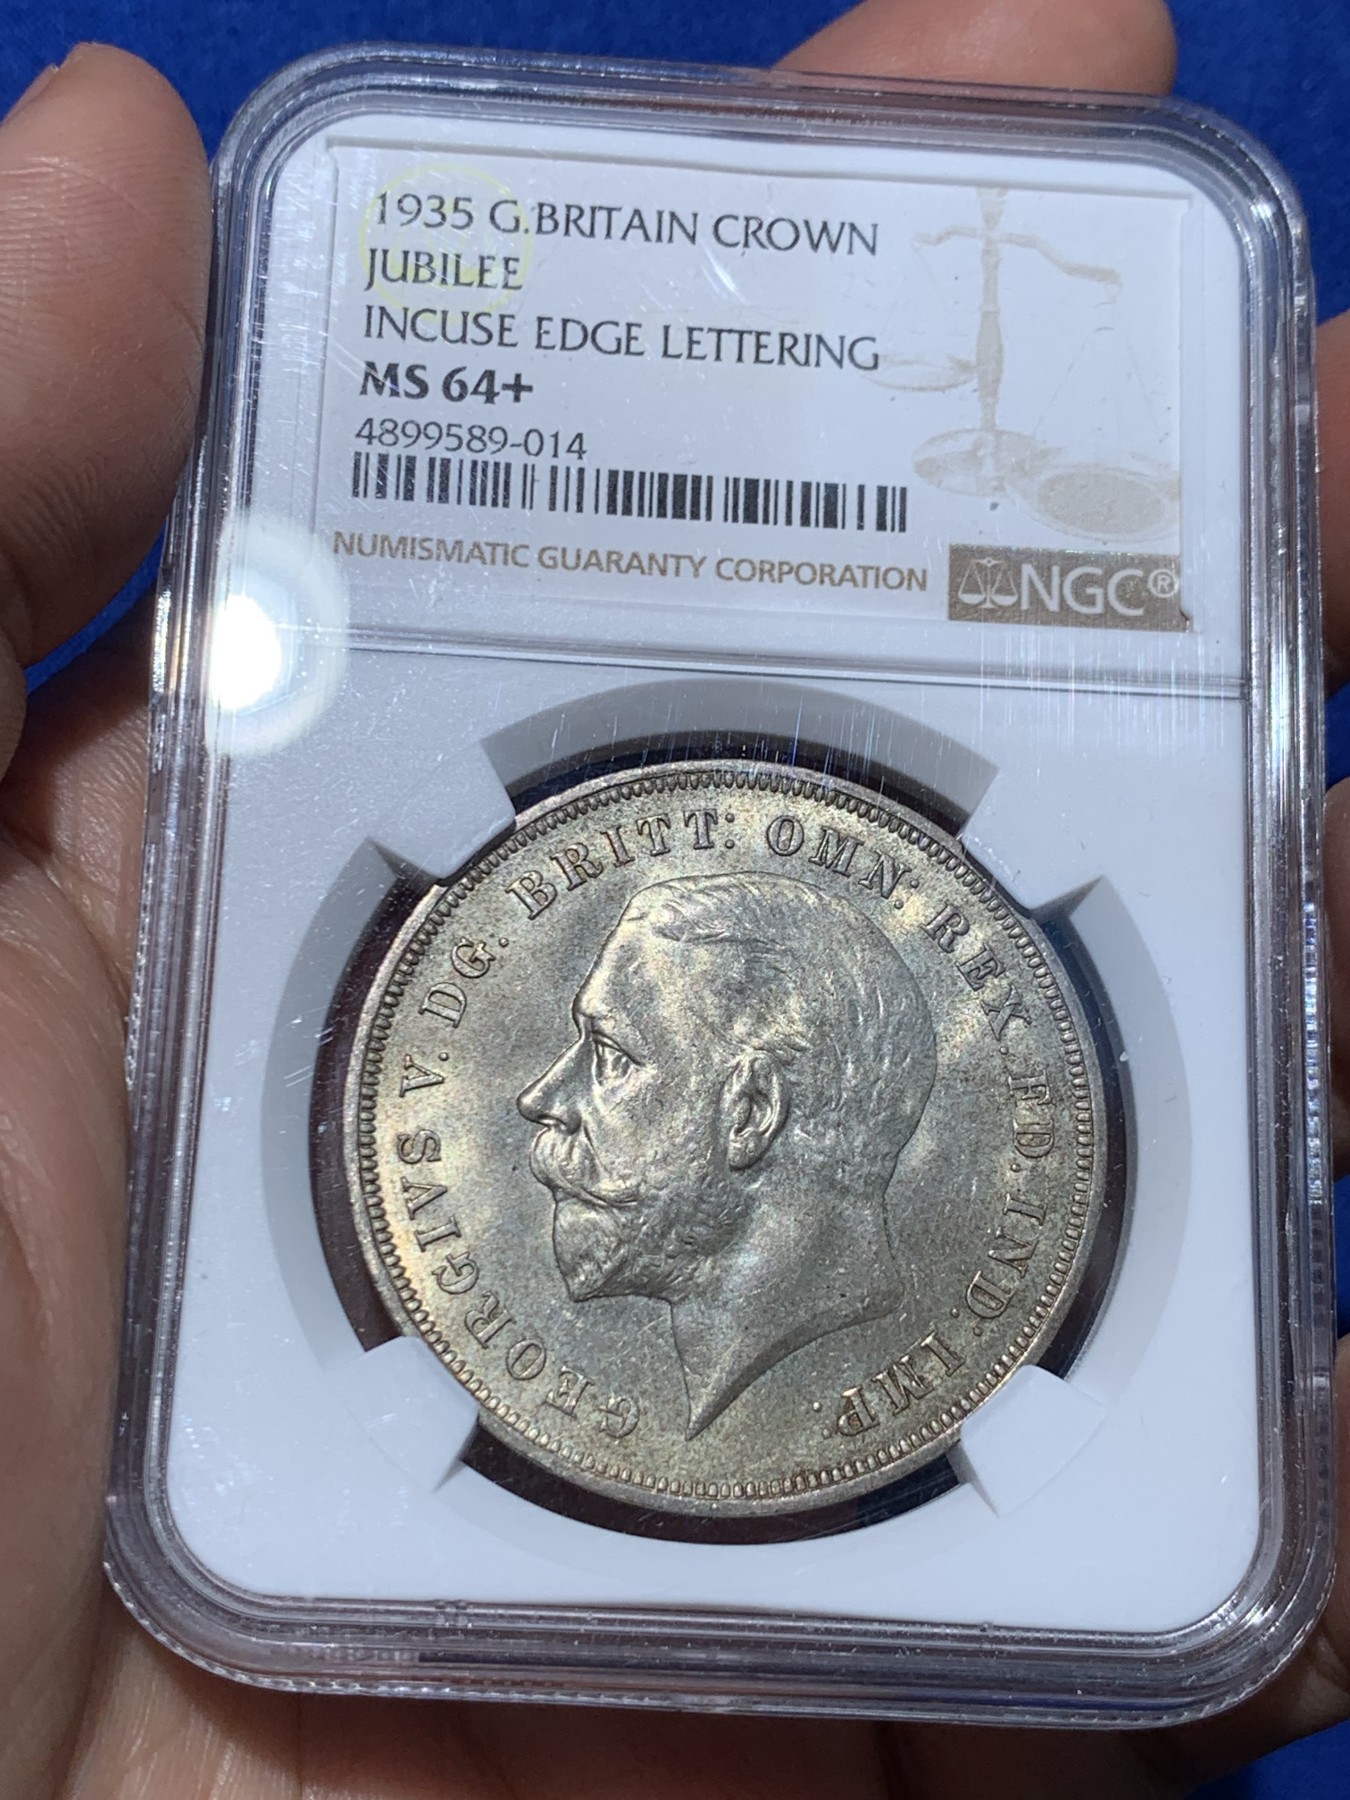 1935 G.BRITAIN CROWN
JUBILEE
INCUSE EDGE LETTERING
MS 64+
4899589-014
NUMISMATIC GUARANTY CORPORATION
NGC®
GEORGIVS V. DG. BRITT: OMN: REX. FD. IND: IMP: